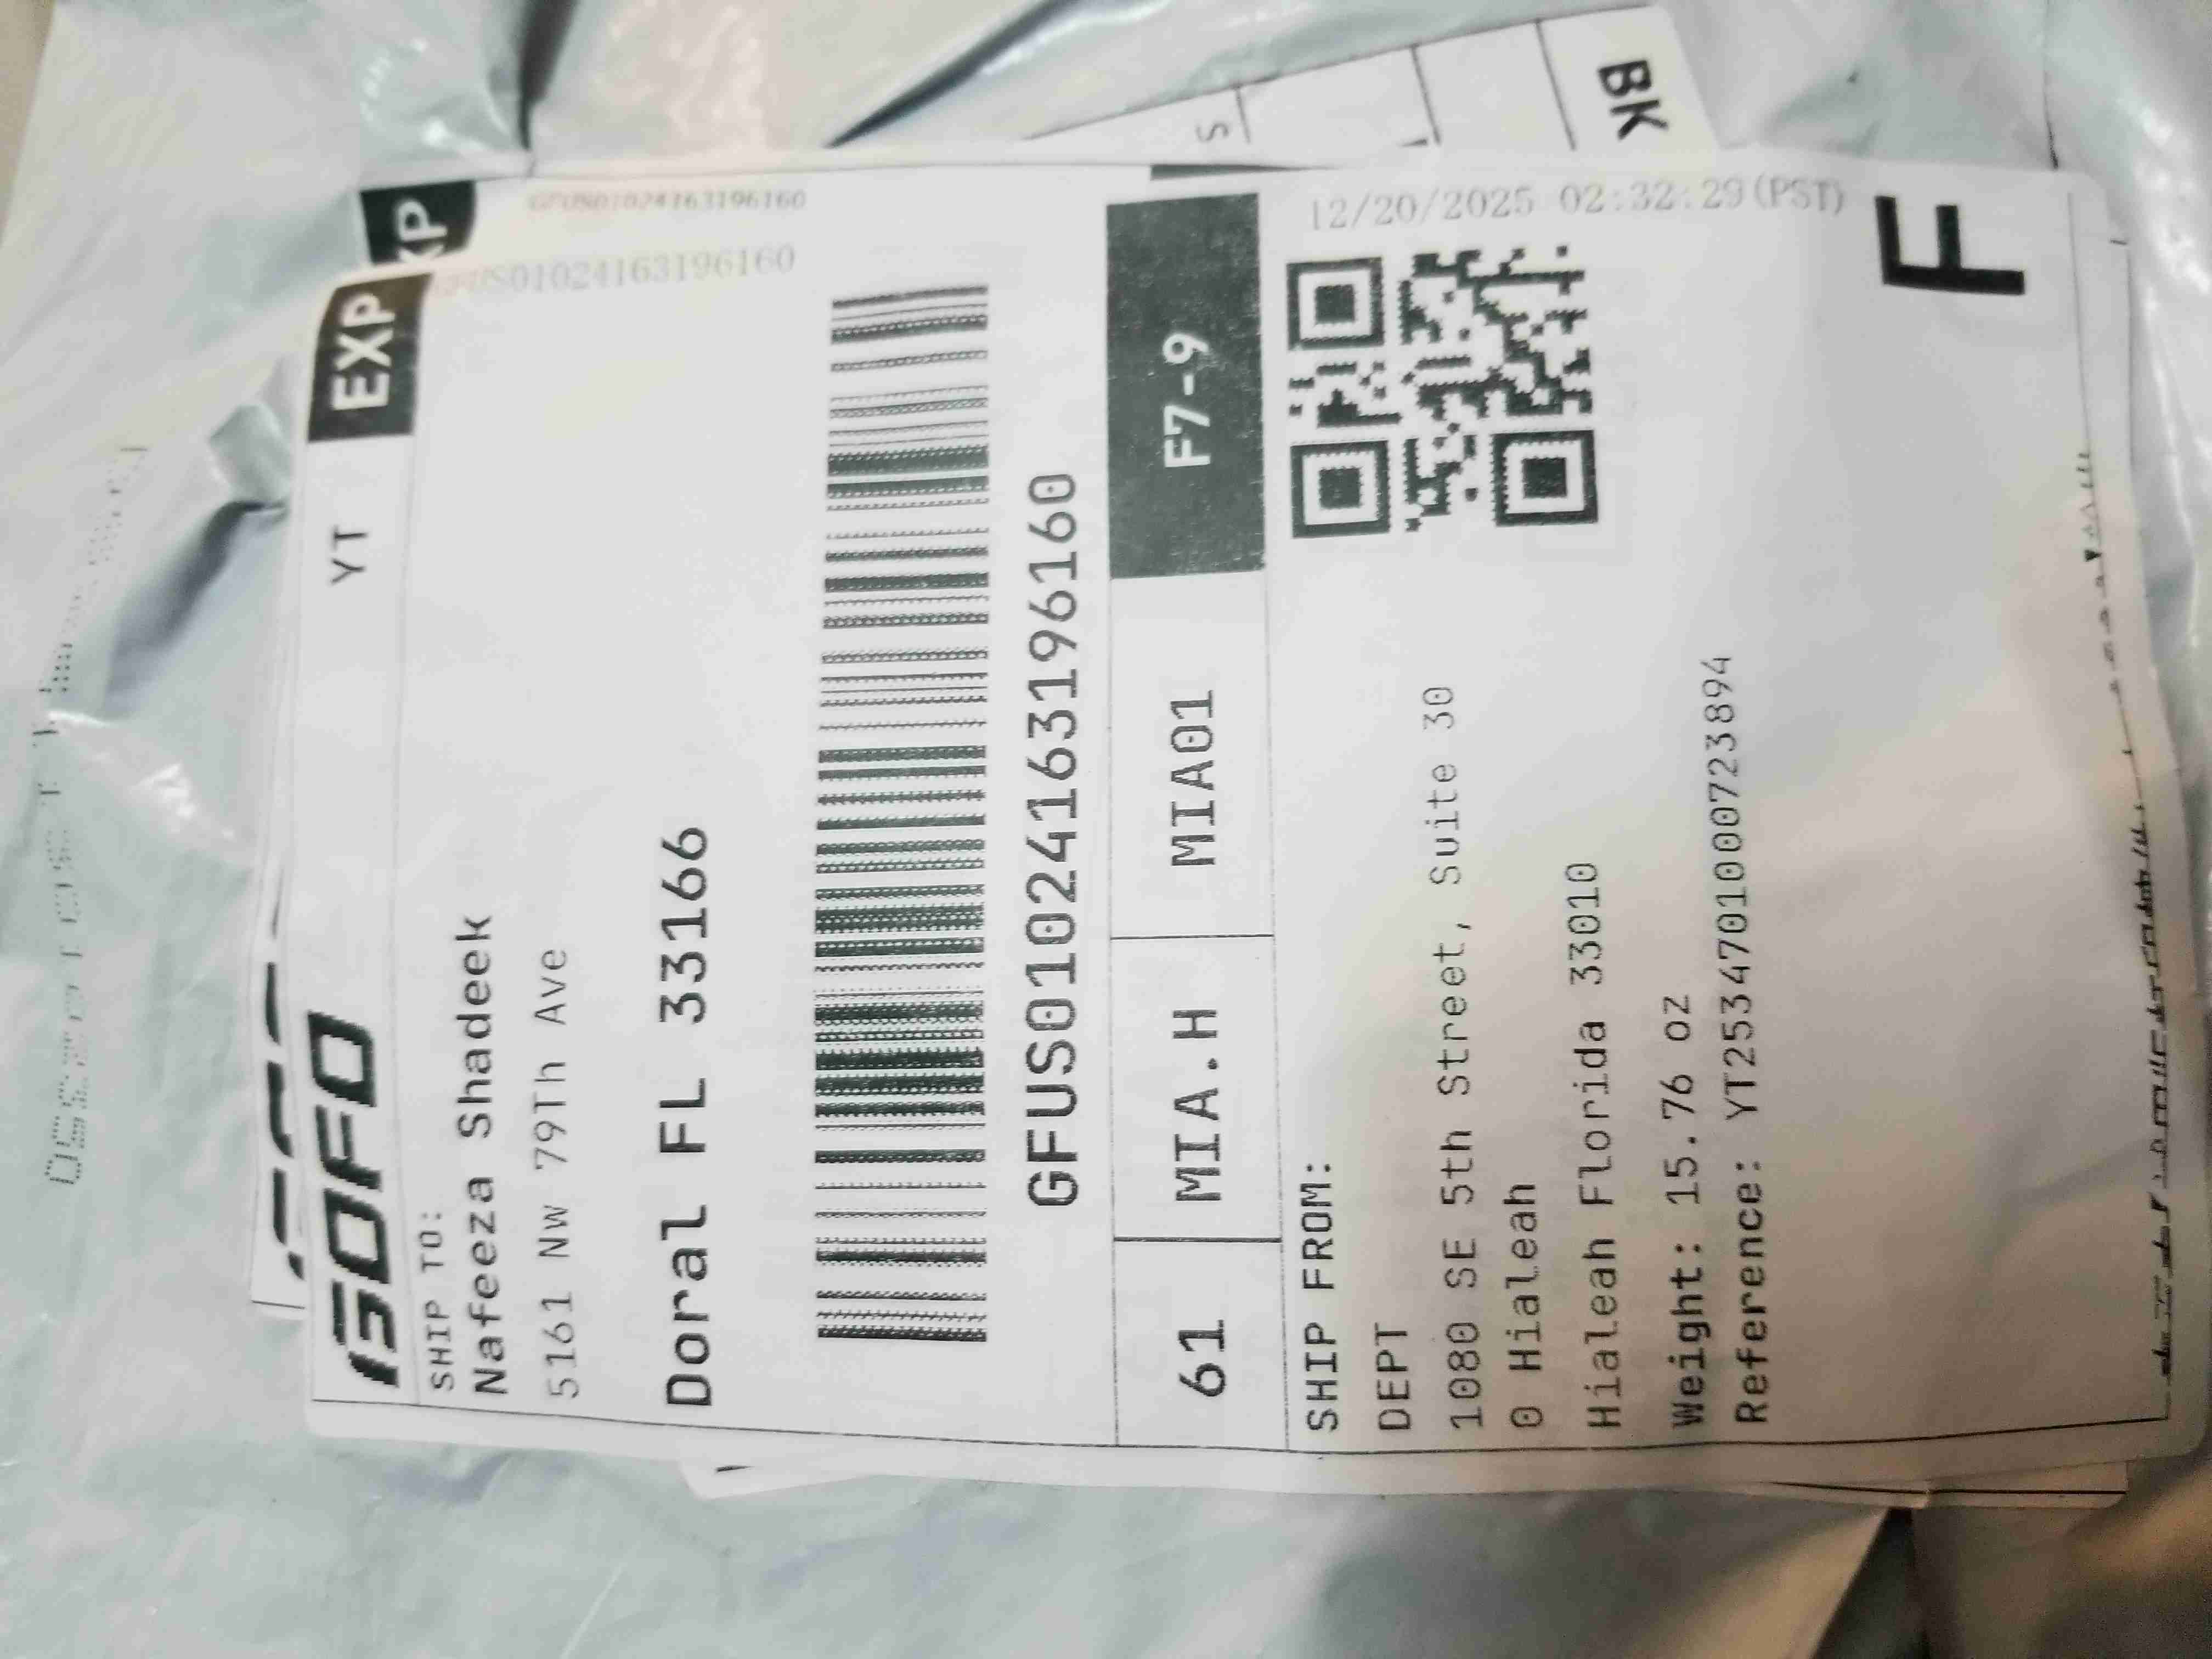 GOFO
YT
EXP
XP
GFUS01024163196160
SHIP TO:
Nafeeza Shadeek
5161 Nw 79Th Ave
Doral FL 33166
GFUS01024163196160
61
MIA.H
MIA01
F7-9
SHIP FROM:
12/20/2025 02:32:29(PST)
DEPT
1080 SE 5th Street, Suite 30
0 Hialeah
Hialeah Florida 33010
Weight: 15.76 oz
Reference: YT2534701000723894
F
BK
S